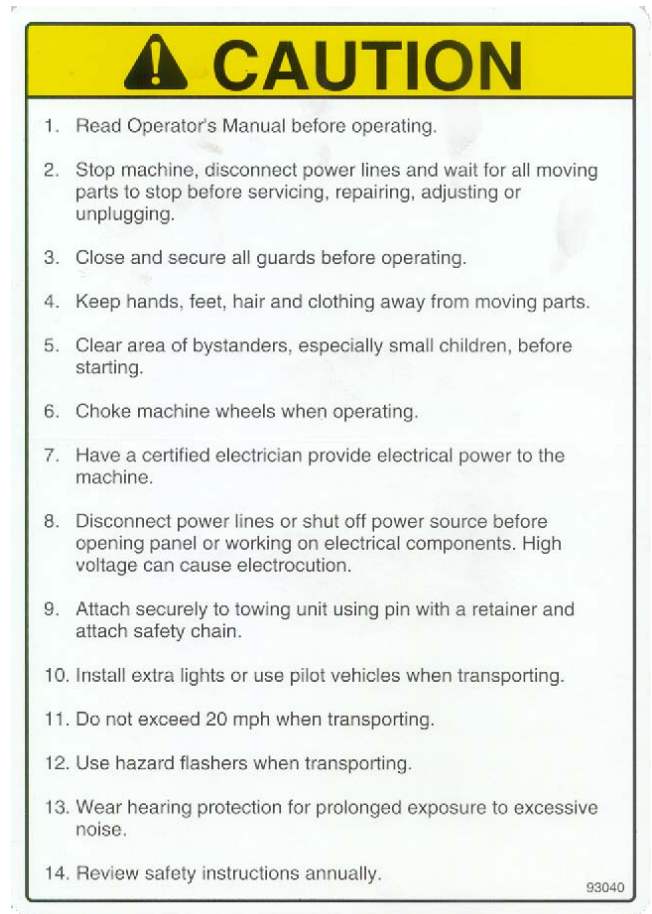 CAUTION
1. Read Operator's Manual before operating.
2. Stop machine, disconnect power lines and wait for all moving
parts to stop before servicing, repairing, adjusting or
unplugging.
3. Close and secure all guards before operating.
4. Keep hands, feet, hair and clothing away from moving parts.
5. Clear area of bystanders, especially small children, before
starting.
6. Choke machine wheels when operating.
7. Have a certified electrician provide electrical power to the
machine.
8. Disconnect power lines or shut off power source before
opening panel or working on electrical components. High
voltage can cause electrocution.
9. Attach securely to towing unit using pin with a retainer and
attach safety chain.
10. Install extra lights or use pilot vehicles when transporting.
11. Do not exceed 20 mph when transporting.
12. Use hazard flashers when transporting.
13. Wear hearing protection for prolonged exposure to excessive
noise.
14. Review safety instructions annually.
93040